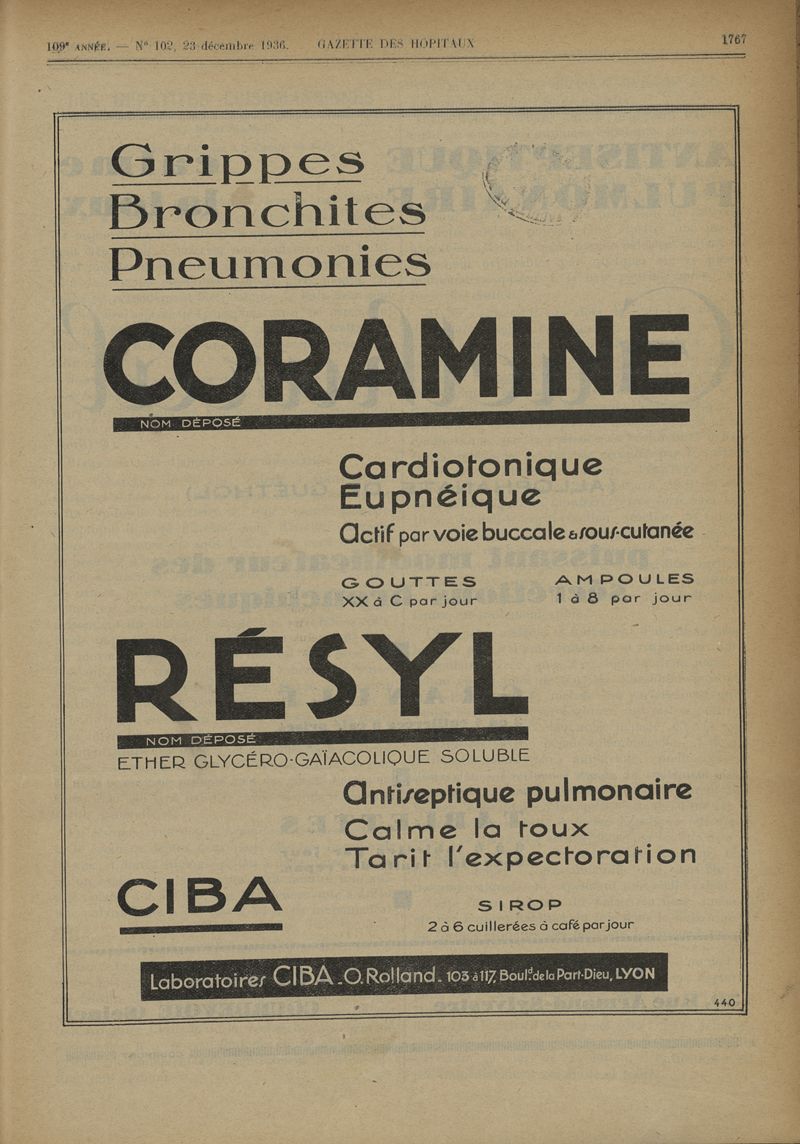 109e ANNÉE. — N° 102, 23 décembre 1936. GAZETTE DES HÔPITAUX 1767
Grippes
Bronchites
Pneumonies
CORAMINE
NOM DÉPOSÉ
Cardiotonique
Eupnéique
Actif par voie buccale & sous-cutanée
GOUTTES AMPOULES
XX à C par jour 1 à 8 par jour
RÉSYL
NOM DÉPOSÉ
ETHER GLYCÉRO-GAÏACOLIQUE SOLUBLE
Antiseptique pulmonaire
Calme la toux
Tarit l'expectoration
CIBA
SIROP
2 à 6 cuillerées à café par jour
Laboratoires CIBA_O. Rolland. 103 à 117, Boul.d de la Part-Dieu, LYON
440